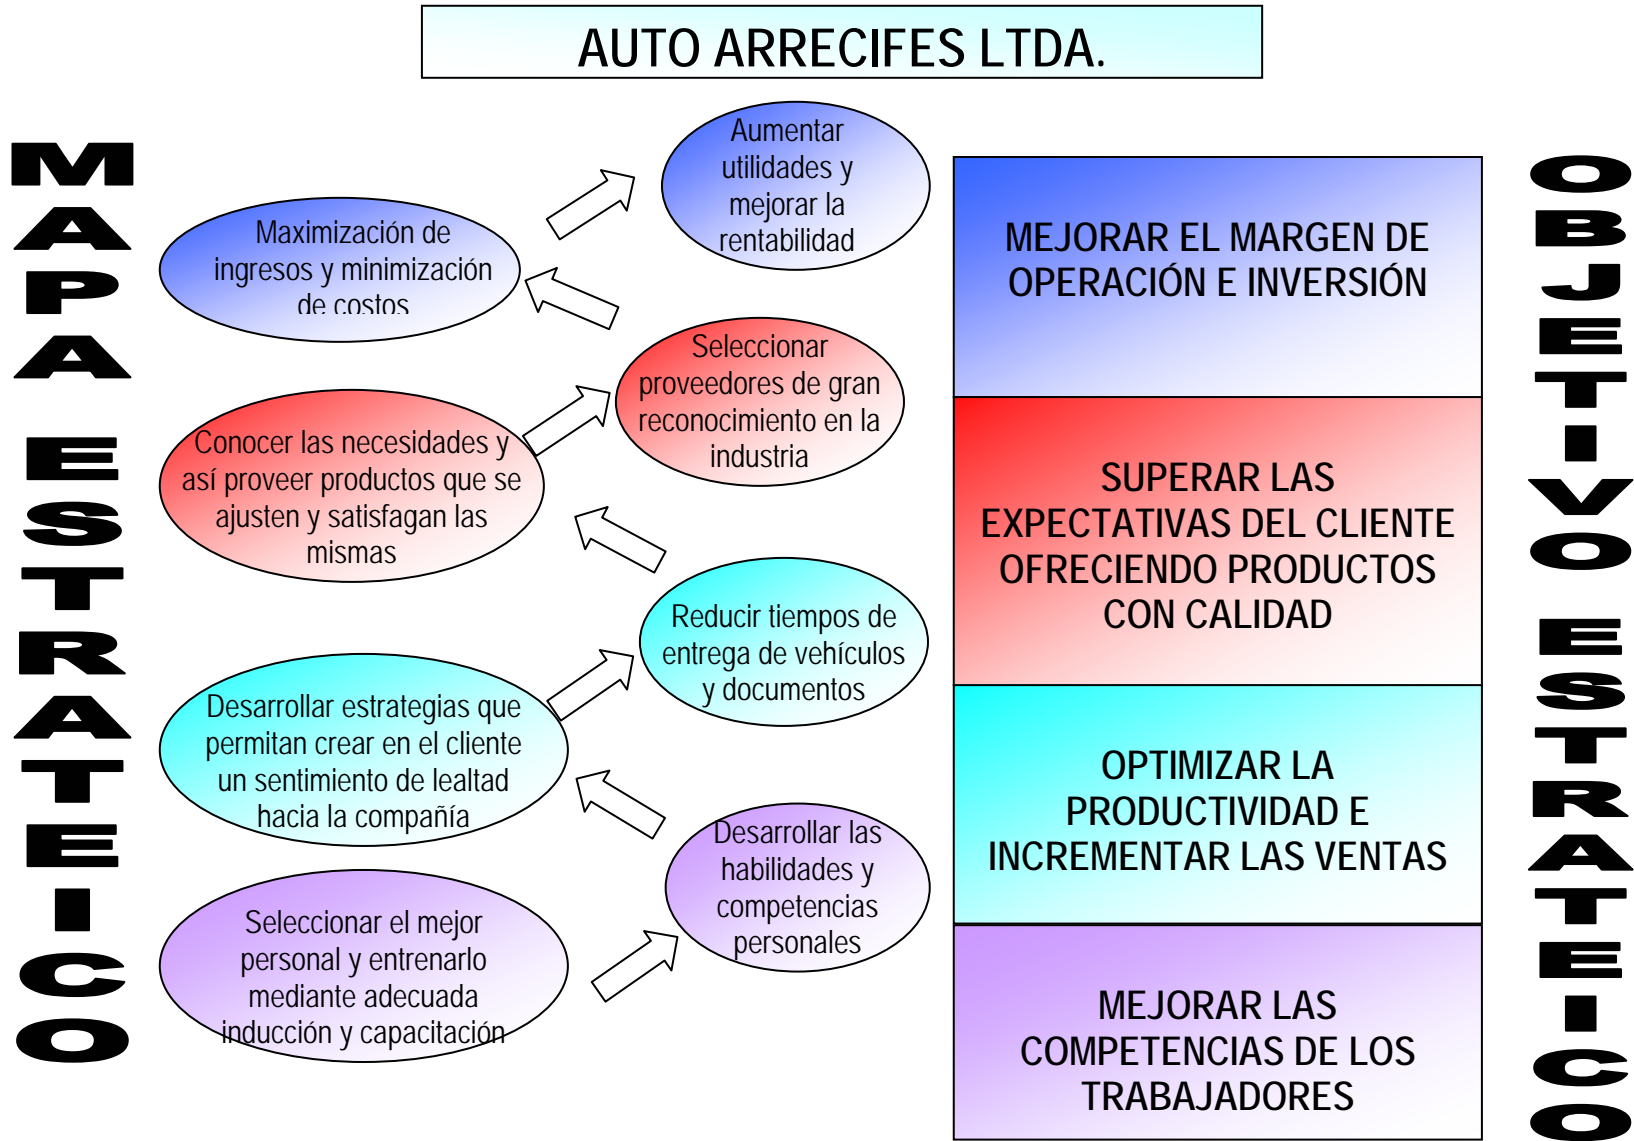 AUTO ARRECIFES LTDA.
MAPA ESTRATEICO
Aumentar
utilidades y
mejorar la
rentabilidad
Maximización de
ingresos y minimización
de costos
Seleccionar
proveedores de gran
reconocimiento en la
industria
Conocer las necesidades y
así proveer productos que se
ajusten y satisfagan las
mismas
Reducir tiempos de
entrega de vehículos
y documentos
Desarrollar estrategias que
permitan crear en el cliente
un sentimiento de lealtad
hacia la compañía
Desarrollar las
habilidades y
competencias
personales
Seleccionar el mejor
personal y entrenarlo
mediante adecuada
inducción y capacitación
MEJORAR EL MARGEN DE
OPERACIÓN E INVERSIÓN
SUPERAR LAS
EXPECTATIVAS DEL CLIENTE
OFRECIENDO PRODUCTOS
CON CALIDAD
OPTIMIZAR LA
PRODUCTIVIDAD E
INCREMENTAR LAS VENTAS
MEJORAR LAS
COMPETENCIAS DE LOS
TRABAJADORES
OBJETIVO ESTRATEICO